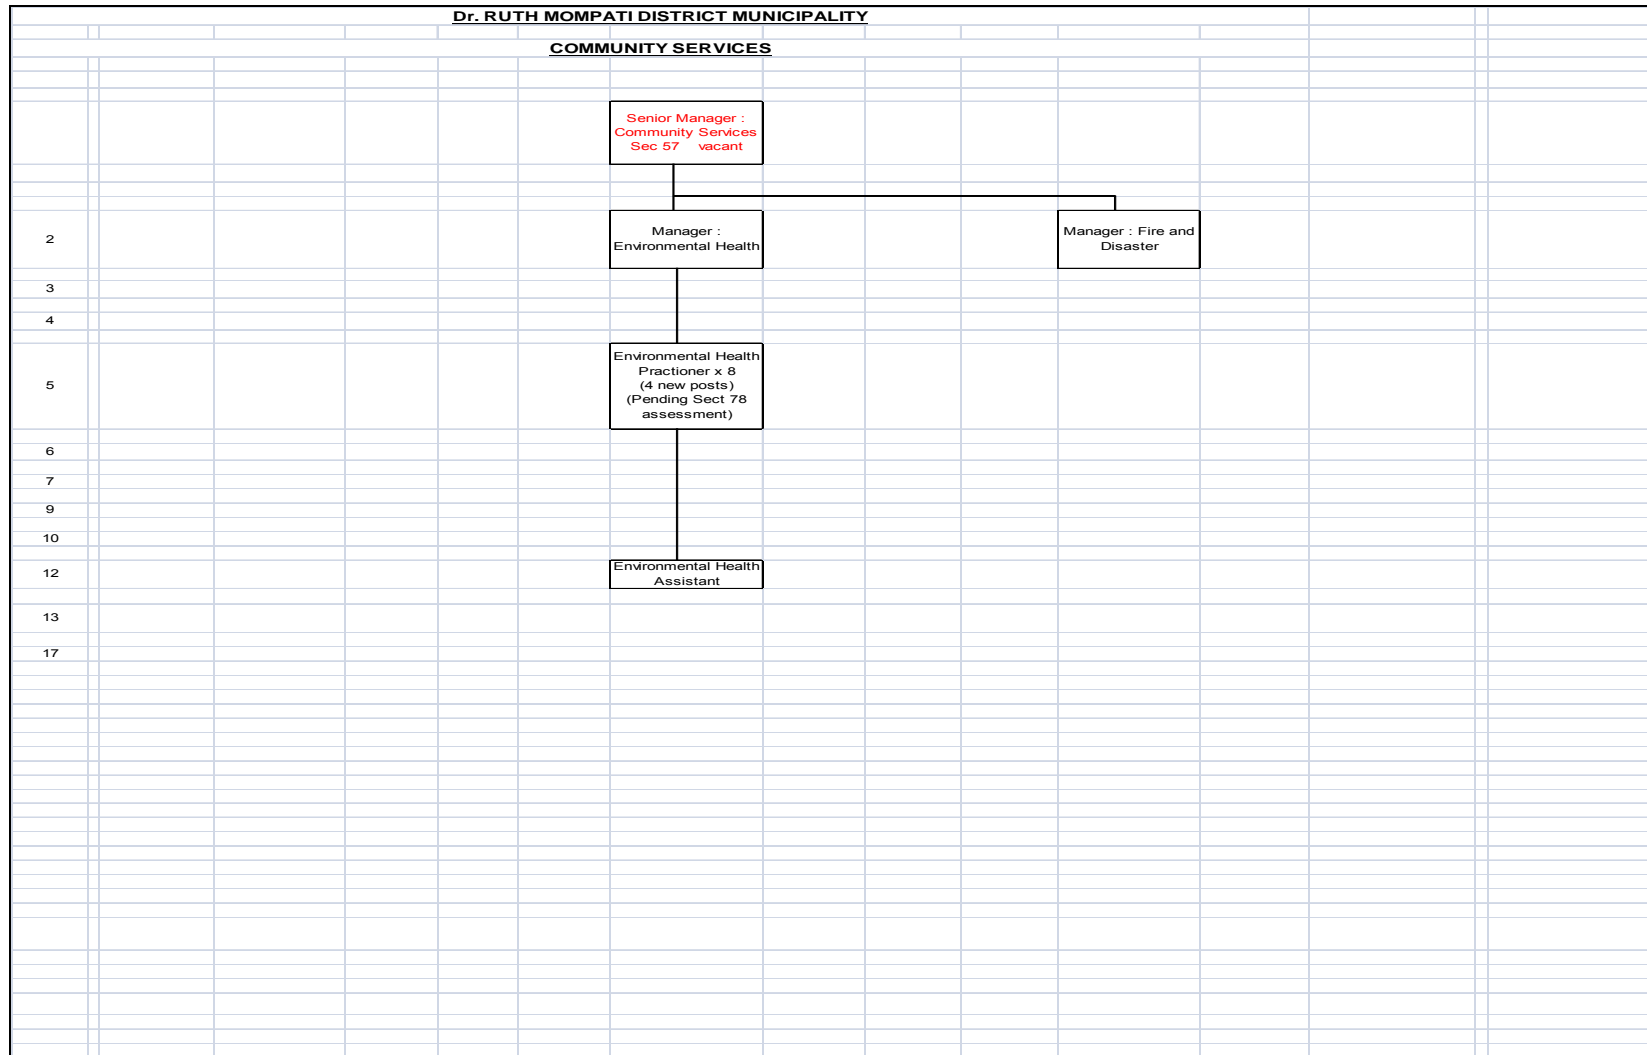 Dr. RUTH MOMPATI DISTRICT MUNICIPALITY
COMMUNITY SERVICES
Senior Manager :
Community Services
Sec 57 vacant
2
Manager :
Environmental Health
Manager : Fire and
Disaster
3
4
5
Environmental Health
Practioner x 8
(4 new posts)
(Pending Sect 78
assessment)
6
7
9
10
12
Environmental Health
Assistant
13
17